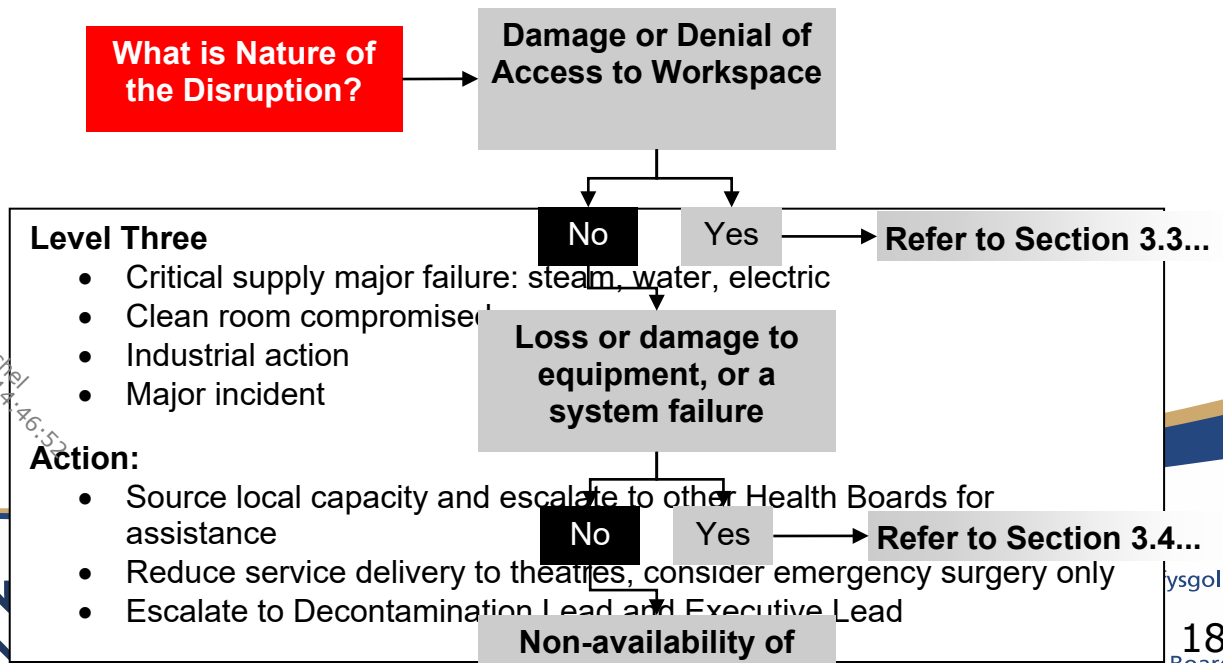 What is Nature of
the Disruption?
Damage or Denial of
Access to Workspace
No
Yes
Refer to Section 3.3...
Level Three
• Critical supply major failure: steam, water, electric
• Clean room compromised
• Industrial action
• Major incident
Loss or damage to
equipment, or a
system failure
Action:
• Source local capacity and escalate to other Health Boards for
assistance
• Reduce service delivery to theatres, consider emergency surgery only
• Escalate to Decontamination Lead and Executive Lead
No
Yes
Refer to Section 3.4...
Non-availability of
18
:46:52